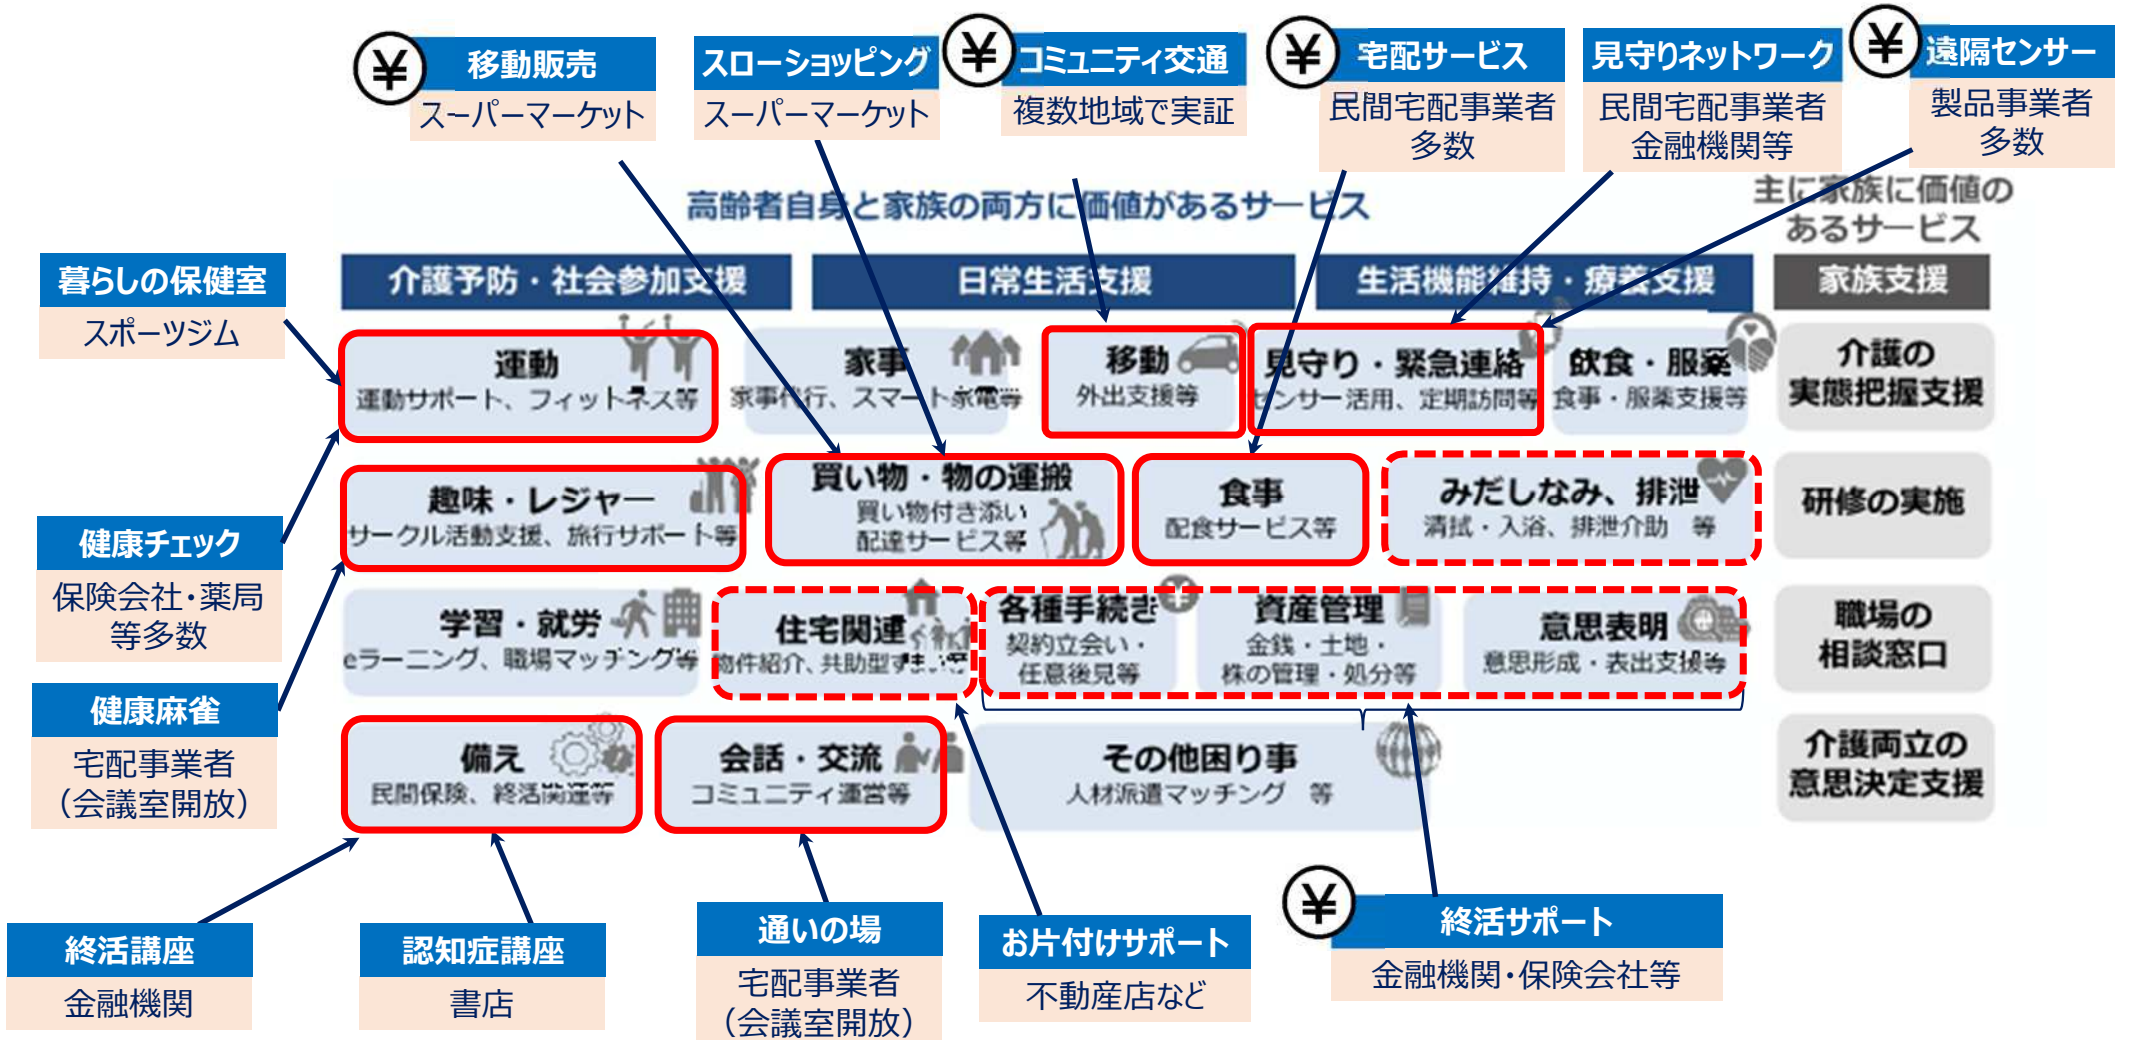 ¥
移動販売
スーパーマーケット
スローショッピング
スーパーマーケット
¥
コミュニティ交通
複数地域で実証
¥
宅配サービス
民間宅配事業者
多数
見守りネットワーク
民間宅配事業者
金融機関等
¥
遠隔センサー
製品事業者
多数
高齢者自身と家族の両方に価値があるサービス
主に家族に価値の
あるサービス
介護予防・社会参加支援
日常生活支援
生活機能維持・療養支援
家族支援
暮らしの保健室
スポーツジム
健康チェック
保険会社・薬局
等多数
健康麻雀
宅配事業者
（会議室開放）
運動
運動サポート、フィットネス等
家事
家事代行、スマート家電等
移動
外出支援等
見守り・緊急連絡
センサー活用、定期訪問等
飲食・服薬
食事・服薬支援等
介護の
実態把握支援
趣味・レジャー
サークル活動支援、旅行サポート等
買い物・物の運搬
買い物付き添い
配達サービス等
食事
配食サービス等
みだしなみ、排泄
清拭・入浴、排泄介助 等
研修の実施
学習・就労
eラーニング、職場マッチング等
住宅関連
物件紹介、共助型すまい等
各種手続き
契約立会い・
任意後見等
資産管理
金銭・土地・
株の管理・処分等
意思表明
意思形成・表出支援等
職場の
相談窓口
備え
民間保険、終活関連等
会話・交流
コミュニティ運営等
その他困り事
人材派遣マッチング 等
介護両立の
意思決定支援
終活講座
金融機関
認知症講座
書店
通いの場
宅配事業者
（会議室開放）
お片付けサポート
不動産店など
¥
終活サポート
金融機関・保険会社等